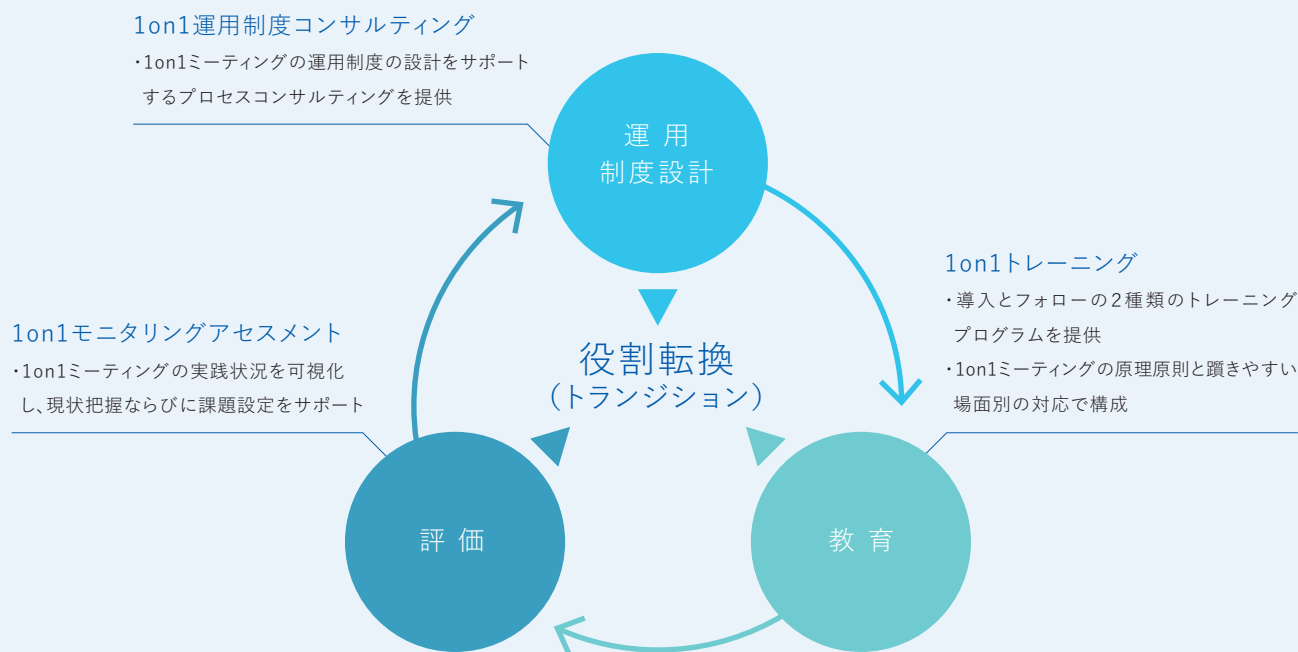 1on1運用制度コンサルティング
・1on1ミーティングの運用制度の設計をサポート
するプロセスコンサルティングを提供
運用
制度設計
1on1トレーニング
・導入とフォローの2種類のトレーニング
プログラムを提供
・1on1ミーティングの原理原則と躓きやすい
場面別の対応で構成
1on1モニタリングアセスメント
・1on1ミーティングの実践状況を可視化
し、現状把握ならびに課題設定をサポート
役割転換
（トランジション）
評価
教育